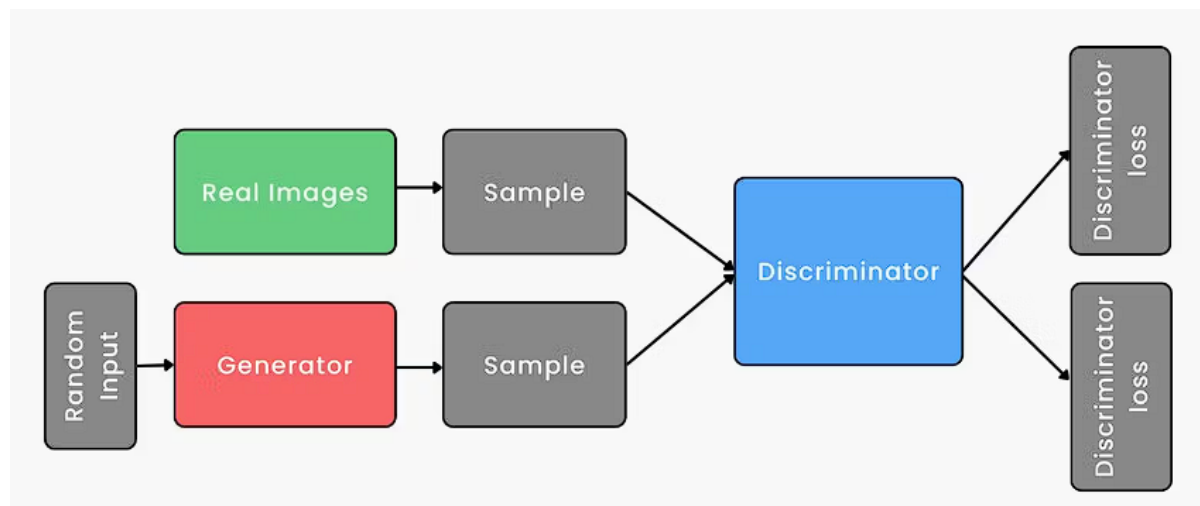 Real Images
Sample
Random
Input
Generator
Sample
Discriminator
Discriminator
loss
Discriminator
loss